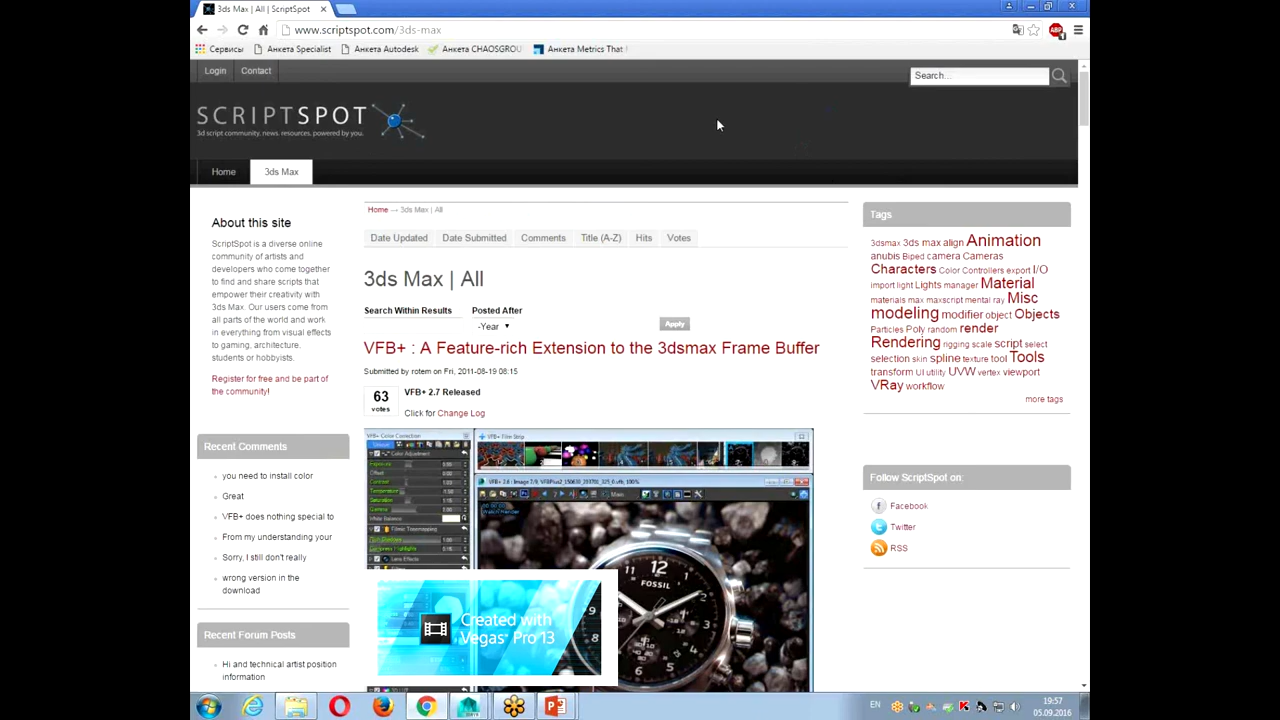 3ds Max | All | ScriptSpot
www.scriptspot.com/3ds-max
Сервисы
Анкета Specialist
Анкета Autodesk
Анкета CHAOSGROU
Анкета Metrics That
Login
Contact
Search...
SCRIPTSPOT
3d script community, news. resources, powered by you.
Home
3ds Max
About this site
ScriptSpot is a diverse online
community of artists and
developers who come together
to find and share scripts that
empower their creativity with
3ds Max. Our users come from
all parts of the world and work
in everything from visual effects
to gaming, architecture,
students or hobbyists.
Register for free and be part of
the community!
Recent Comments
you need to install color
Great
VFB+ does nothing special to
From my understanding your
Sorry, I still don't really
wrong version in the
download
Recent Forum Posts
Hi and technical artist position
information
Home → 3ds Max | All
Date Updated
Date Submitted
Comments
Title (A-Z)
Hits
Votes
3ds Max | All
Search Within Results
Posted After
-Year
Apply
VFB+ : A Feature-rich Extension to the 3dsmax Frame Buffer
Submitted by rotem on Fri, 2011-08-19 08:15
63
votes
VFB+ 2.7 Released
Click for Change Log
VFB+ Color Correction
VFB+ Film Strip
FOSSIL
Created with
Vegas Pro 13
Tags
3dsmax 3ds max align Animation
anubis Biped camera Cameras
Characters Color Controllers export I/O
import light Lights manager Material
materials max maxscript mental ray Misc
modeling modifier object Objects
Particles Poly random render
Rendering rigging scale script select
selection skin spline texture tool Tools
transform UI utility UVW vertex viewport
VRay workflow
more tags
Follow ScriptSpot on:
Facebook
Twitter
RSS
EN
19:57
05.09.2016